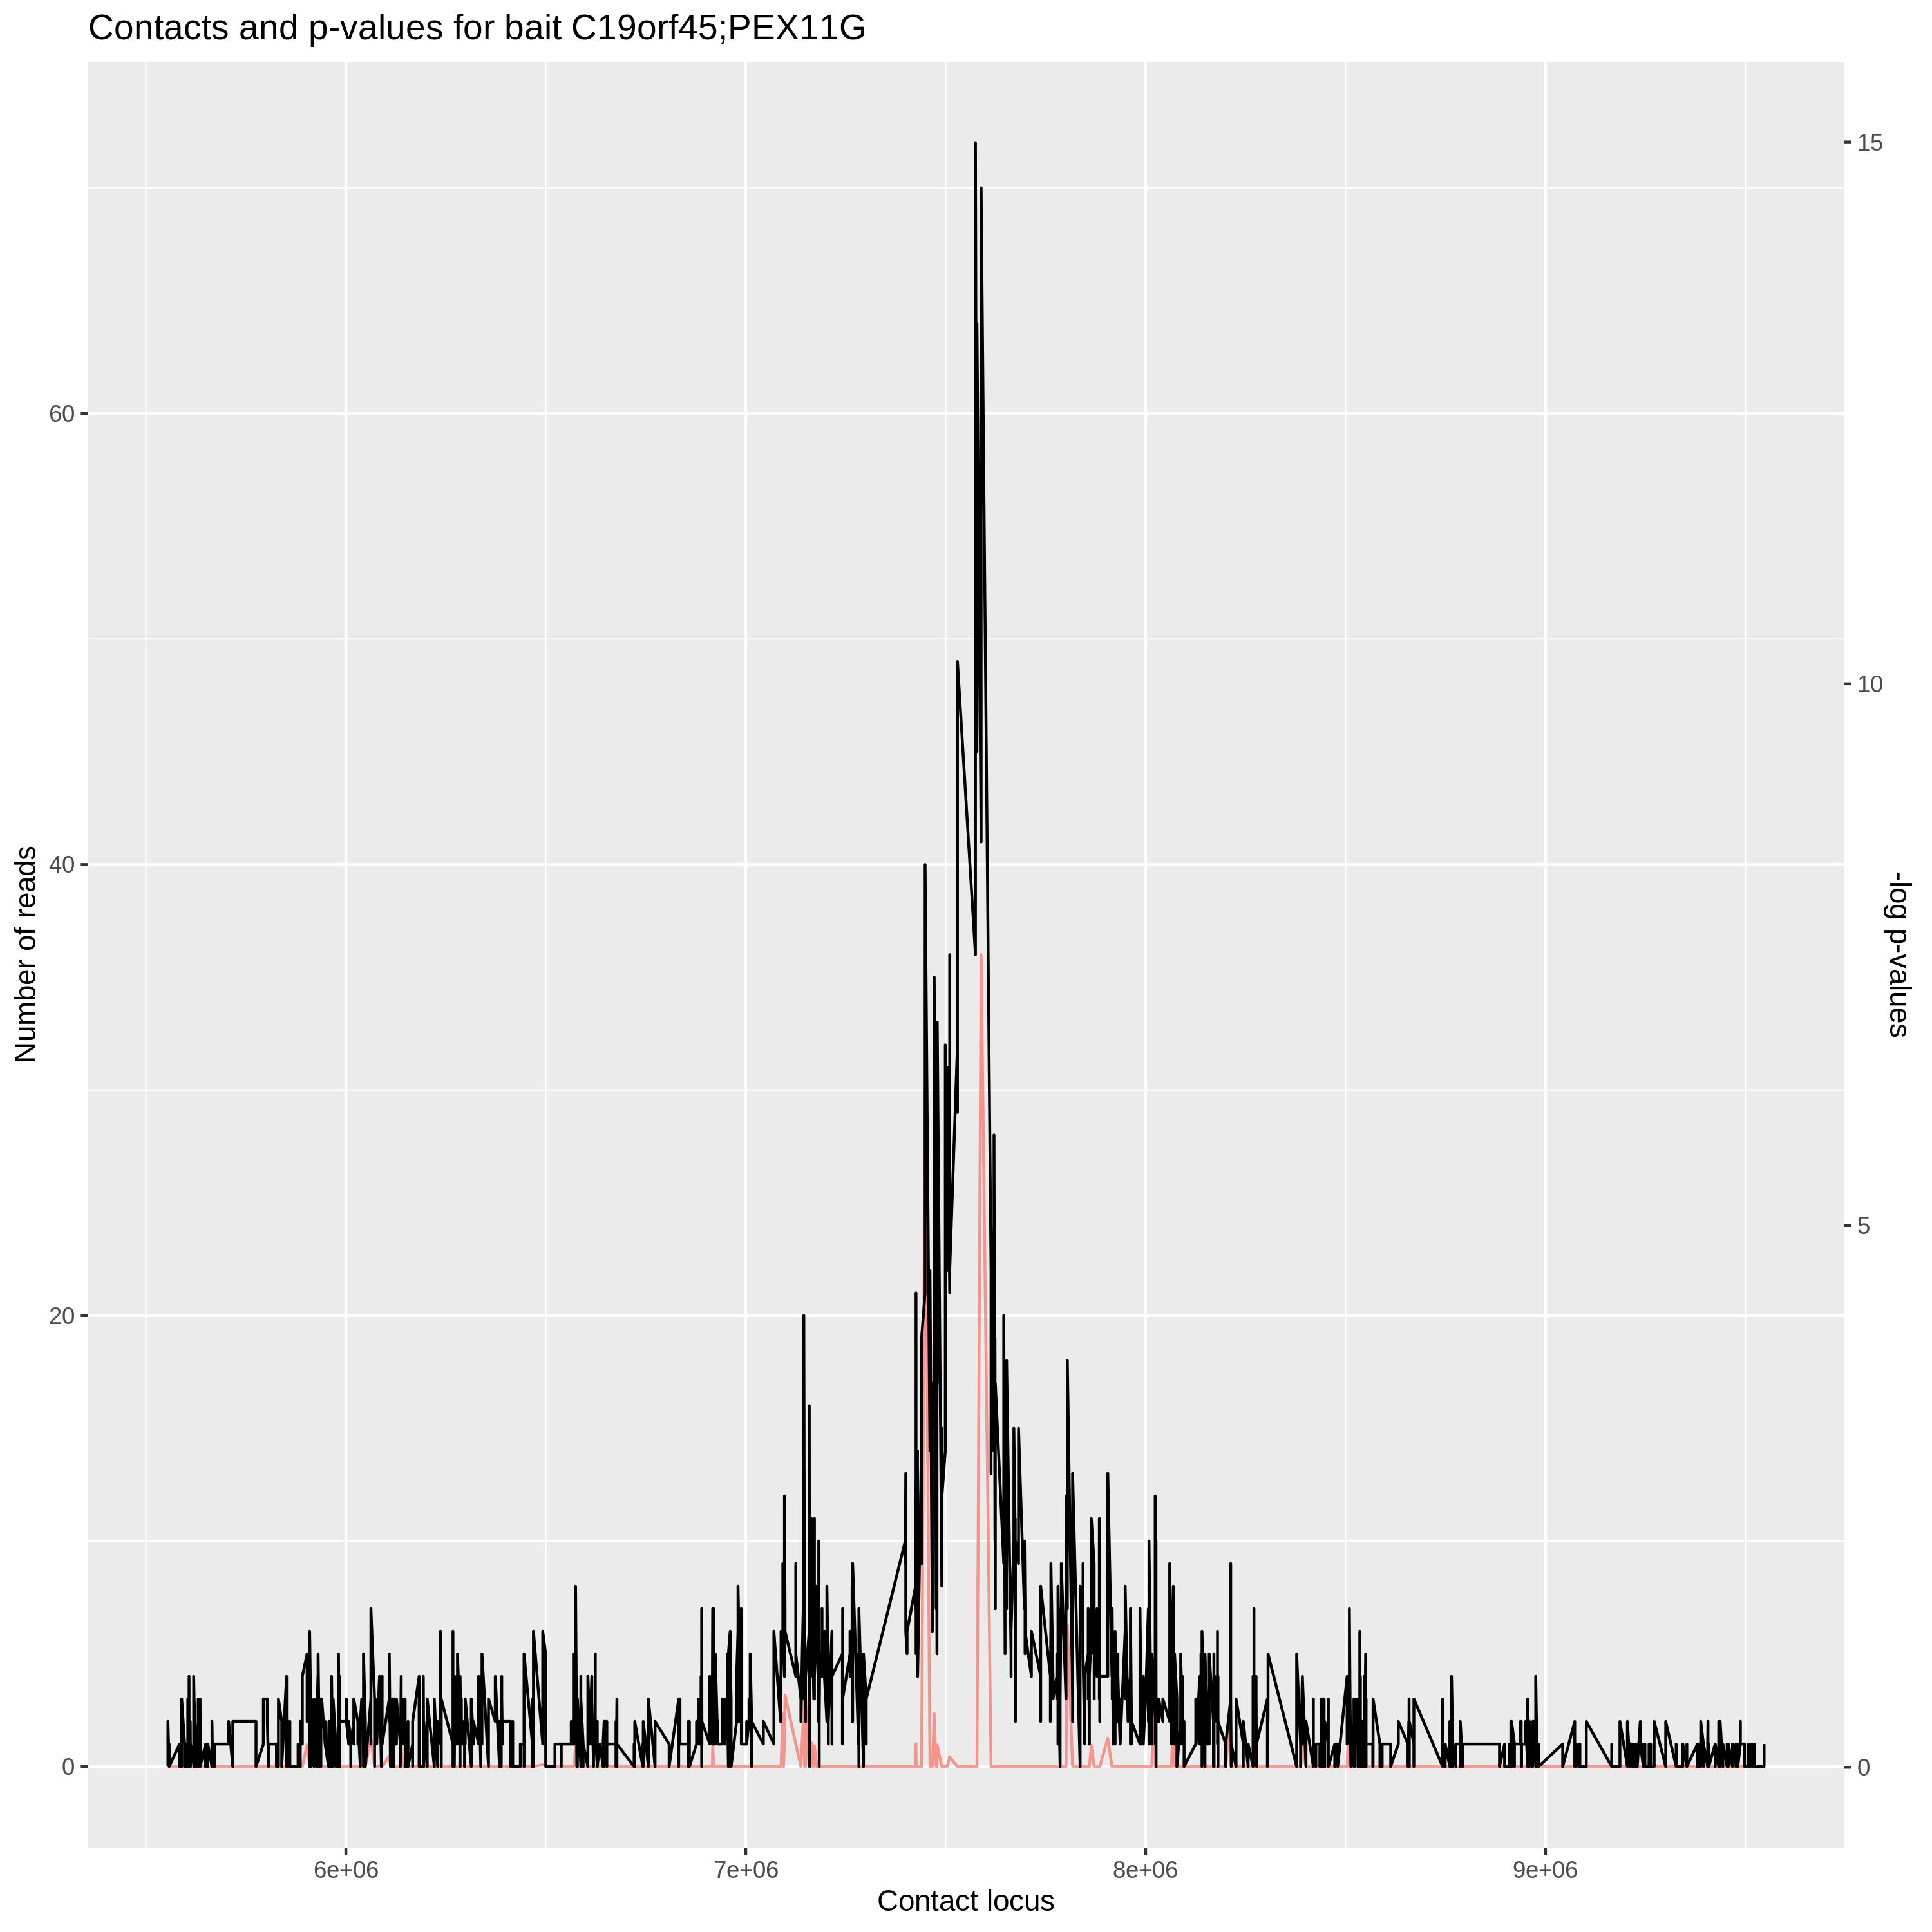 Contacts and p-values for bait C19orf45;PEX11G
Number of reads
60
40
20
0
15
10
5
0
-log p-values
6e+06
7e+06
8e+06
9e+06
Contact locus